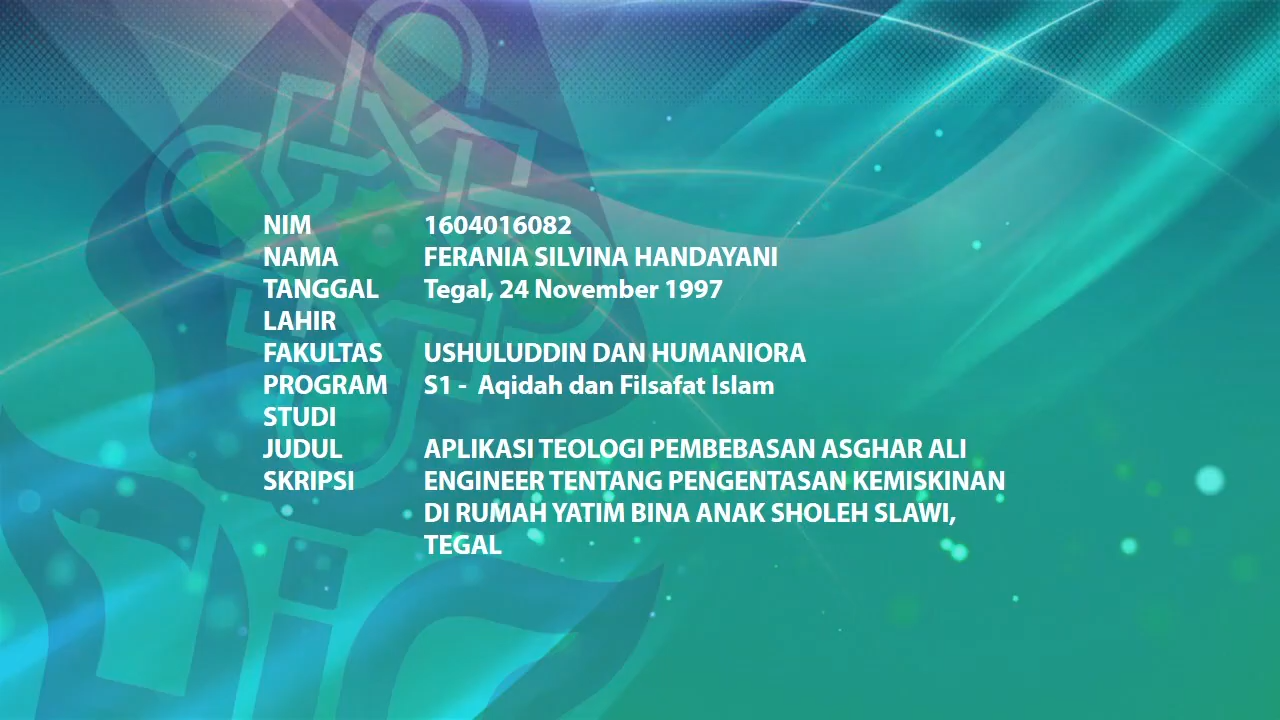 NIM 1604016082
NAMA FERANIA SILVINA HANDAYANI
TANGGAL Tegal, 24 November 1997
LAHIR
FAKULTAS USHULUDDIN DAN HUMANIORA
PROGRAM S1 - Aqidah dan Filsafat Islam
STUDI
JUDUL APLIKASI TEOLOGI PEMBEBASAN ASGHAR ALI
SKRIPSI ENGINEER TENTANG PENGENTASAN KEMISKINAN
DI RUMAH YATIM BINA ANAK SHOLEH SLAWI,
TEGAL